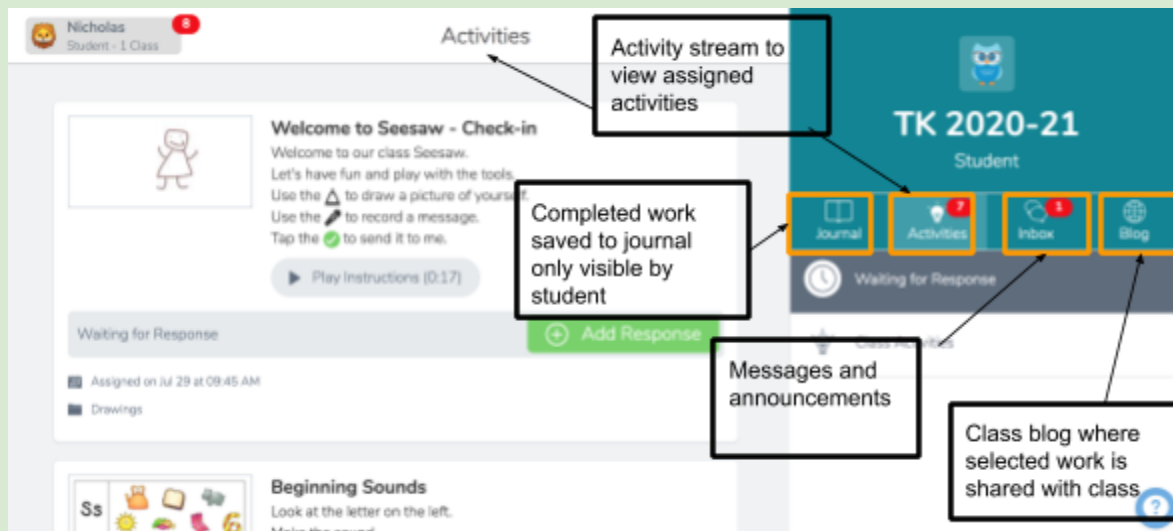 Nicholas
8
Student - 1 Class
Activities
Activity stream to
view assigned
activities
TK 2020-21
Student
Welcome to Seesaw - Check-in
Welcome to our class Seesaw.
Let's have fun and play with the tools.
Use the to draw a picture of yourself.
Use the to record a message.
Tap the to send it to me.
Play Instructions (0:17)
Completed work
saved to journal
only visible by
student
Journal
7
Activities
1
Inbox
Blog
Waiting for Response
Waiting for Response
Add Response
Class Activities
Assigned on Jul 29 at 09:45 AM
Drawings
Messages and
announcements
Class blog where
selected work is
shared with class
?
Ss
Beginning Sounds
Look at the letter on the left.
Make the sound